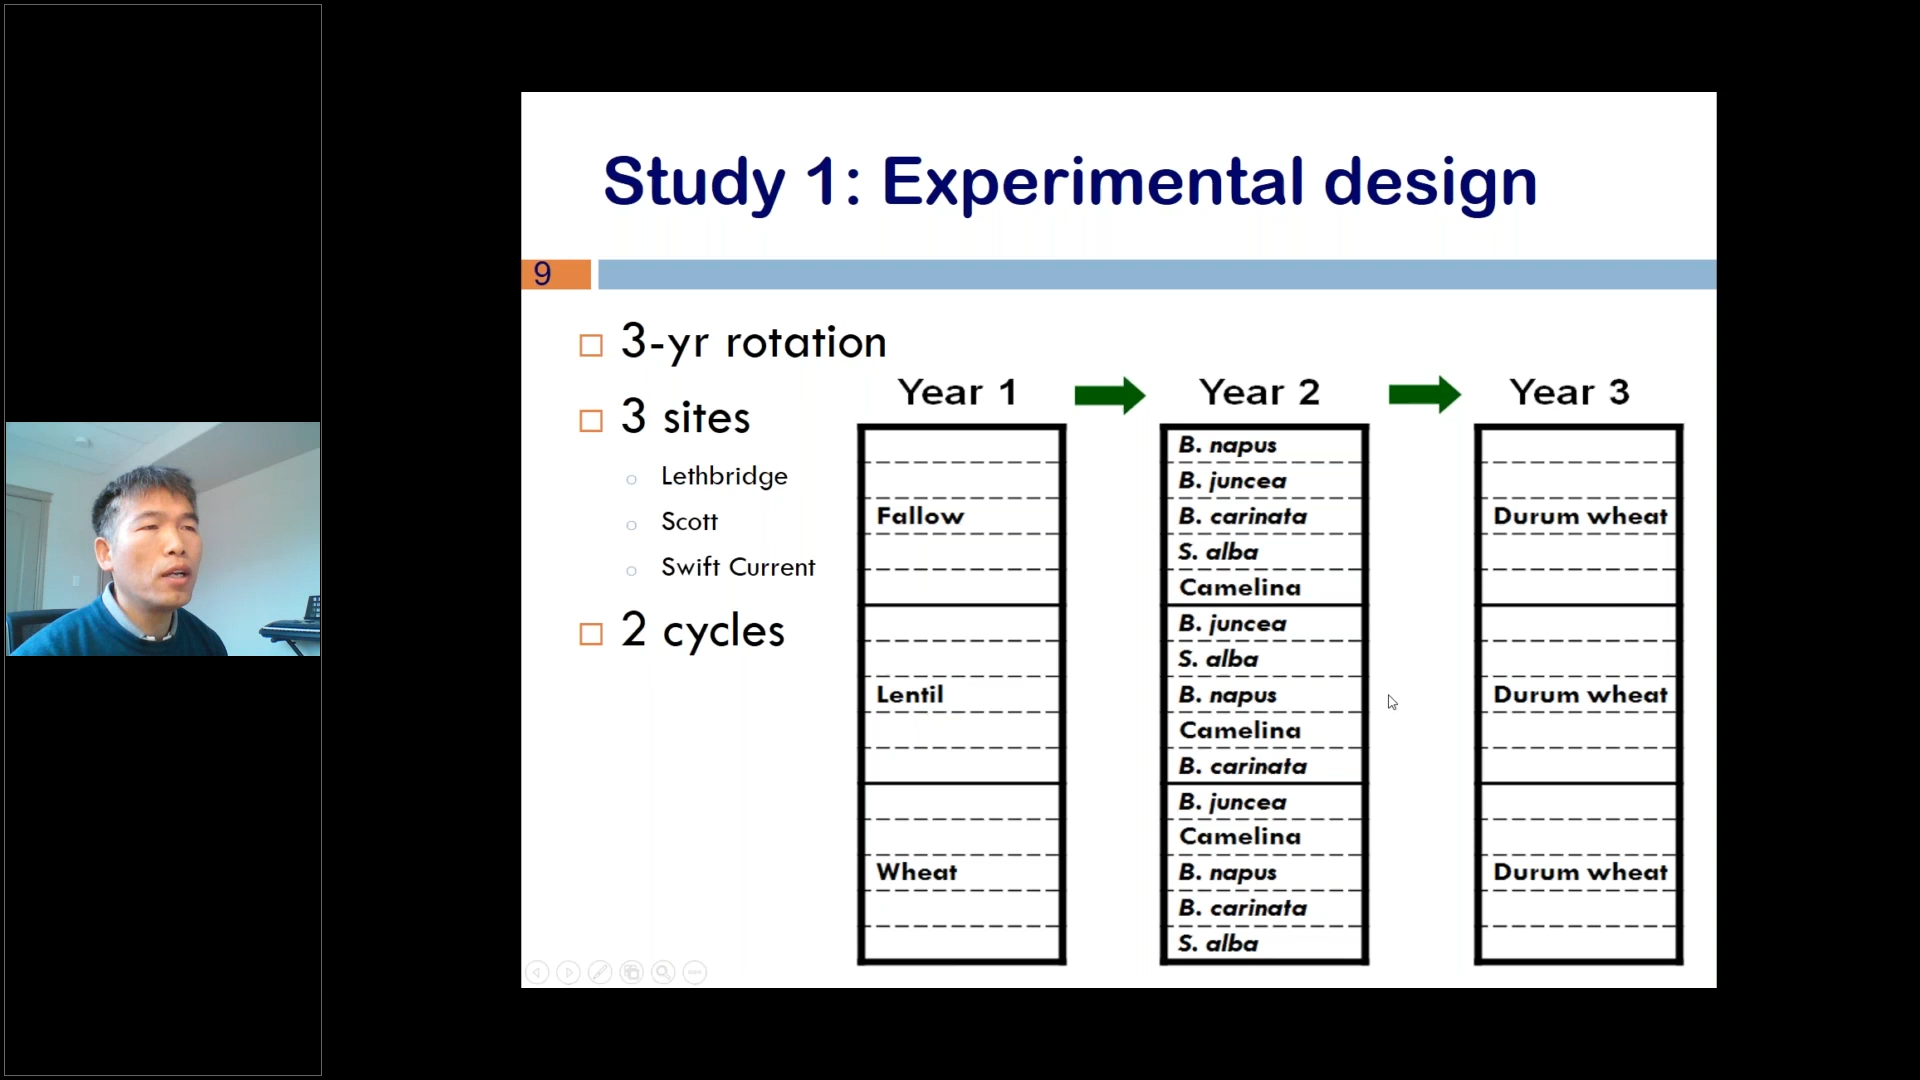 Study 1: Experimental design
9
3-yr rotation
3 sites
Lethbridge
Scott
Swift Current
2 cycles
Year 1
Year 2
Year 3
Fallow
Lentil
Wheat
B. napus
B. juncea
B. carinata
S. alba
Camelina
B. juncea
S. alba
B. napus
Camelina
B. carinata
B. juncea
Camelina
B. napus
B. carinata
S. alba
Durum wheat
Durum wheat
Durum wheat